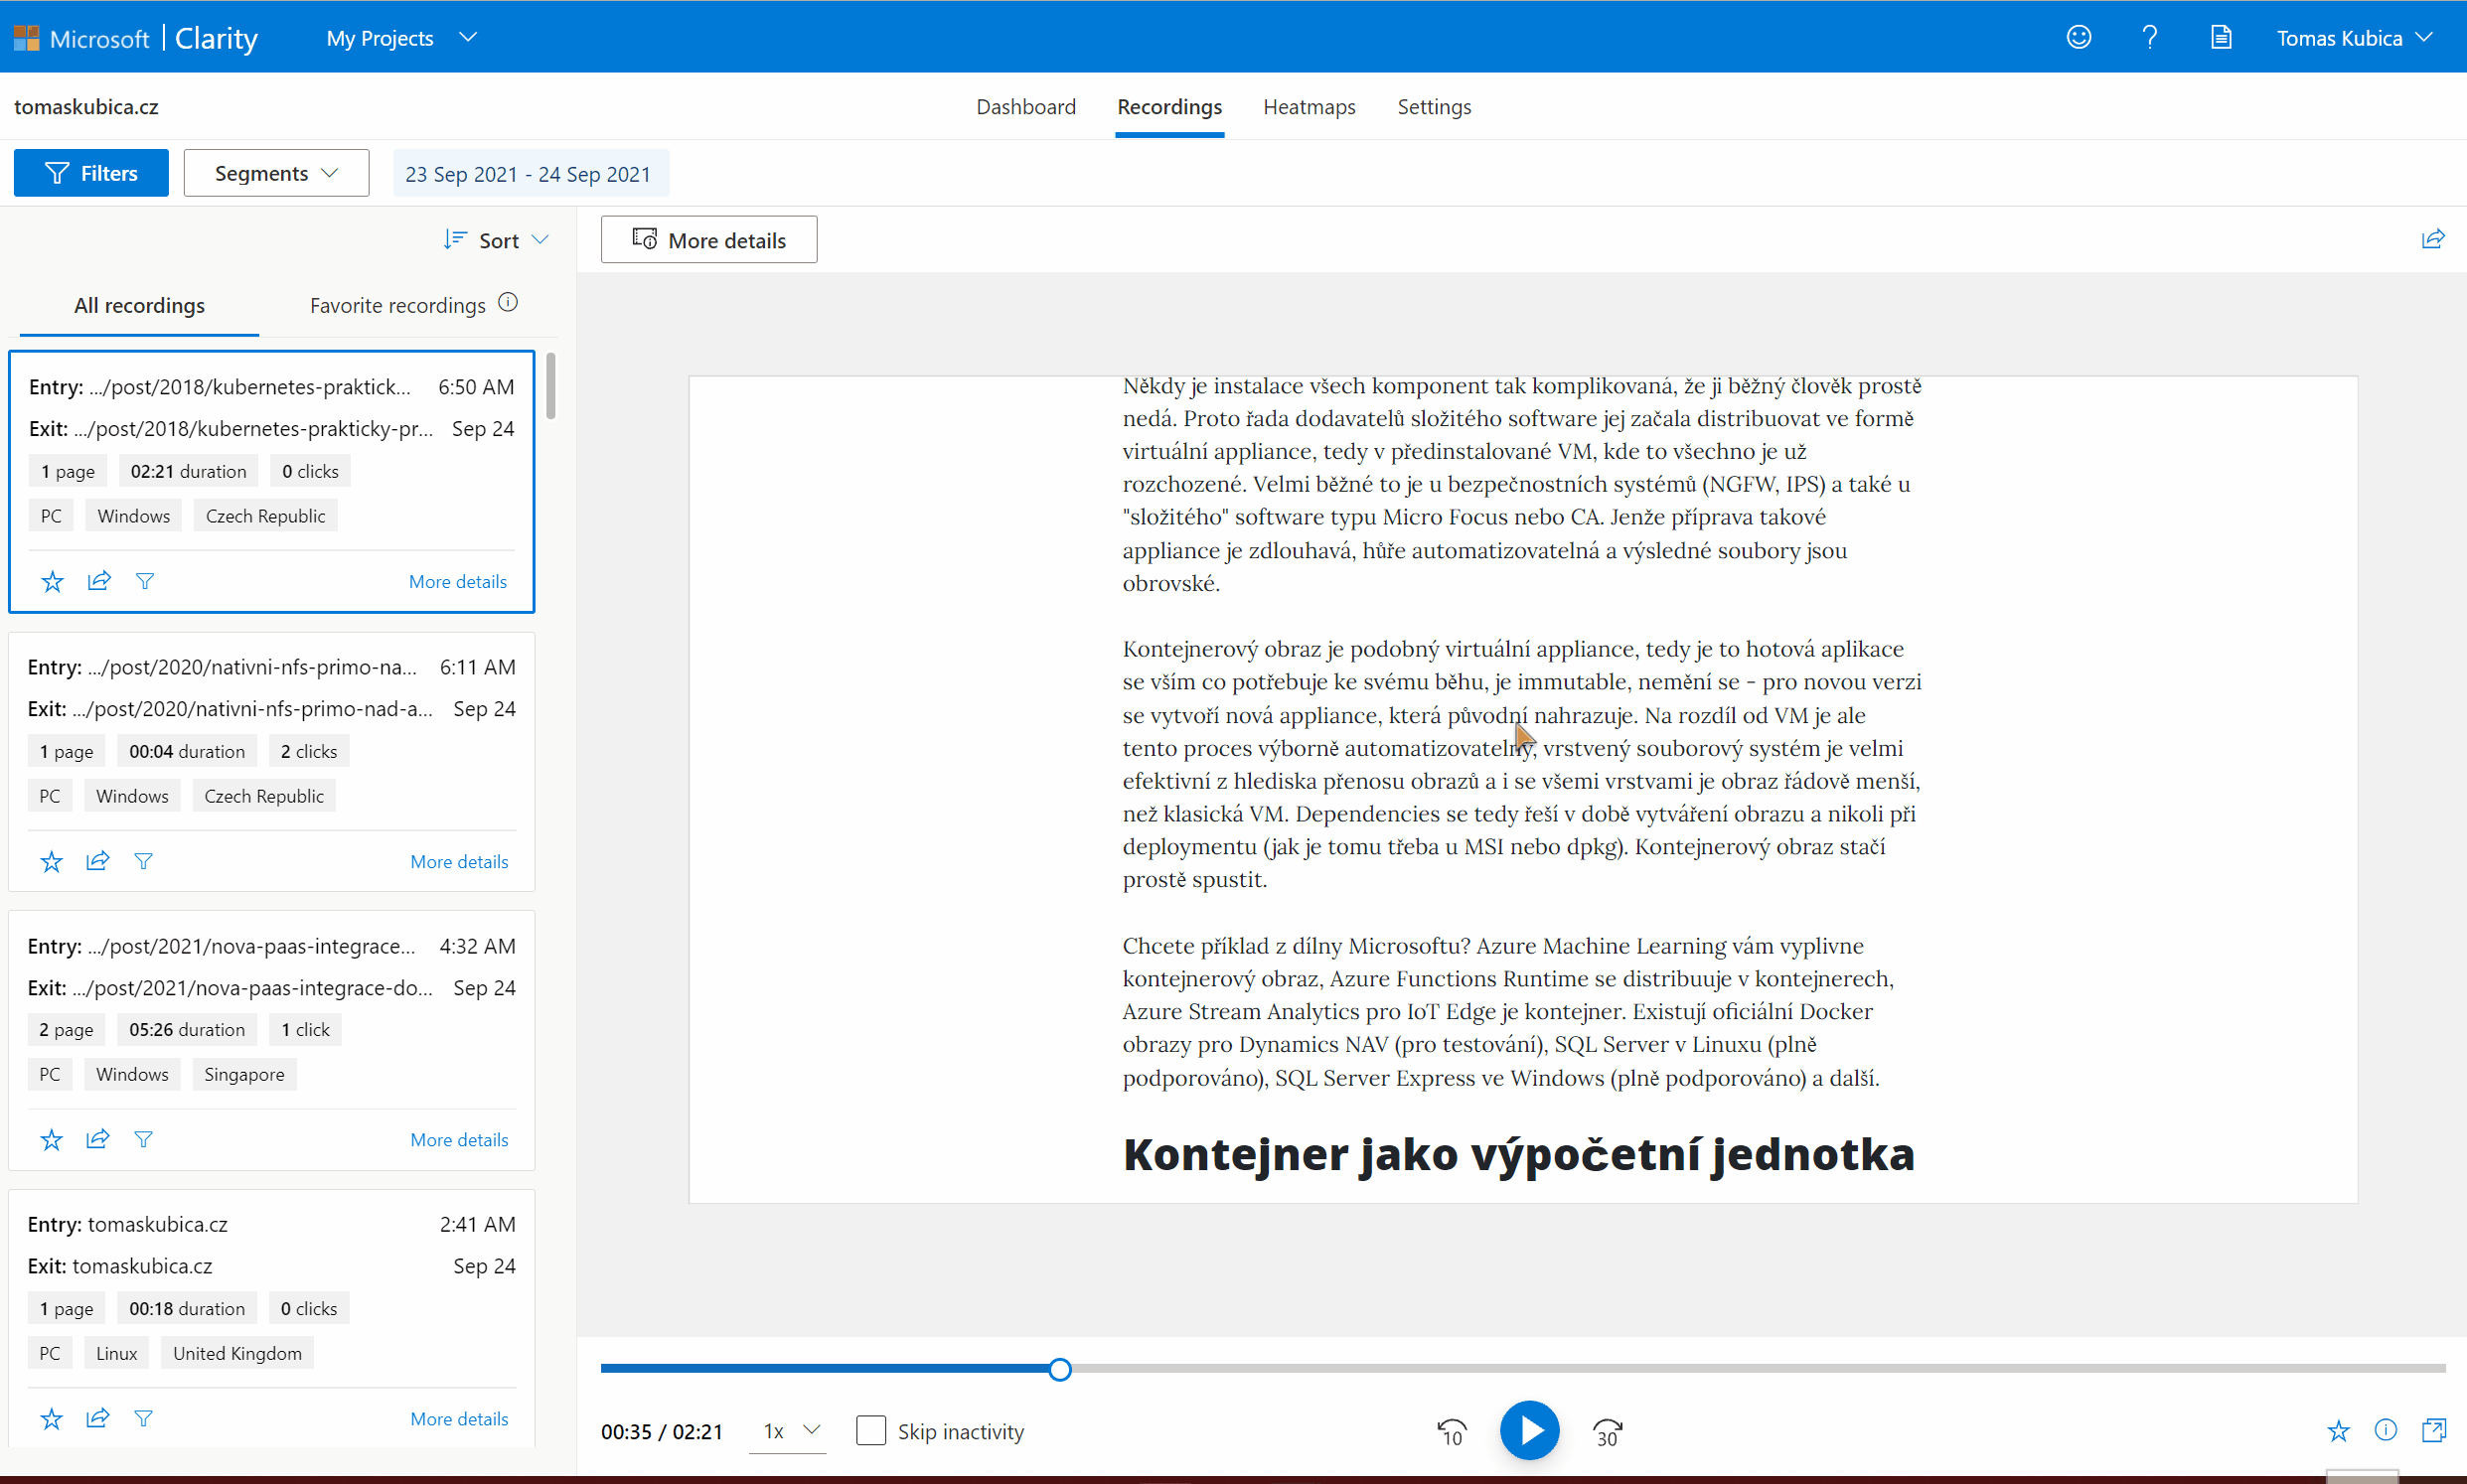 Microsoft | Clarity
My Projects
Tomas Kubica
tomaskubica.cz
Dashboard
Recordings
Heatmaps
Settings
Filters
Segments
23 Sep 2021 - 24 Sep 2021
Sort
More details
All recordings
Favorite recordings
Entry: .../post/2018/kubernetes-praktick... 6:50 AM
Exit: .../post/2018/kubernetes-prakticky-pr... Sep 24
1 page 02:21 duration 0 clicks
PC Windows Czech Republic
More details
Entry: .../post/2020/nativni-nfs-primo-na... 6:11 AM
Exit: .../post/2020/nativni-nfs-primo-nad-a... Sep 24
1 page 00:04 duration 2 clicks
PC Windows Czech Republic
More details
Entry: .../post/2021/nova-paas-integrace... 4:32 AM
Exit: .../post/2021/nova-paas-integrace-do... Sep 24
2 page 05:26 duration 1 click
PC Windows Singapore
More details
Entry: tomaskubica.cz 2:41 AM
Exit: tomaskubica.cz Sep 24
1 page 00:18 duration 0 clicks
PC Linux United Kingdom
More details
Někdy je instalace všech komponent tak komplikovaná, že ji běžný člověk prostě
nedá. Proto řada dodavatelů složitého software jej začala distribuovat ve formě
virtuální appliance, tedy v předinstalované VM, kde to všechno je už
rozchozené. Velmi běžné to je u bezpečnostních systémů (NGFW, IPS) a také u
"složitého" software typu Micro Focus nebo CA. Jenže příprava takové
appliance je zdlouhavá, hůře automatizovatelná a výsledné soubory jsou
obrovské.
Kontejnerový obraz je podobný virtuální appliance, tedy je to hotová aplikace
se vším co potřebuje ke svému běhu, je immutable, nemění se - pro novou verzi
se vytvoří nová appliance, která původní nahrazuje. Na rozdíl od VM je ale
tento proces výborně automatizovatelný, vrstvený souborový systém je velmi
efektivní z hlediska přenosu obrazů a i se všemi vrstvami je obraz řádově menší,
než klasická VM. Dependencies se tedy řeší v době vytváření obrazu a nikoli při
deploymentu (jak je tomu třeba u MSI nebo dpkg). Kontejnerový obraz stačí
prostě spustit.
Chcete příklad z dílny Microsoftu? Azure Machine Learning vám vyplivne
kontejnerový obraz, Azure Functions Runtime se distribuuje v kontejnerech,
Azure Stream Analytics pro IoT Edge je kontejner. Existují oficiální Docker
obrazy pro Dynamics NAV (pro testování), SQL Server v Linuxu (plně
podporováno), SQL Server Express ve Windows (plně podporováno) a další.
Kontejner jako výpočetní jednotka
00:35 / 02:21
1x
Skip inactivity
10
30